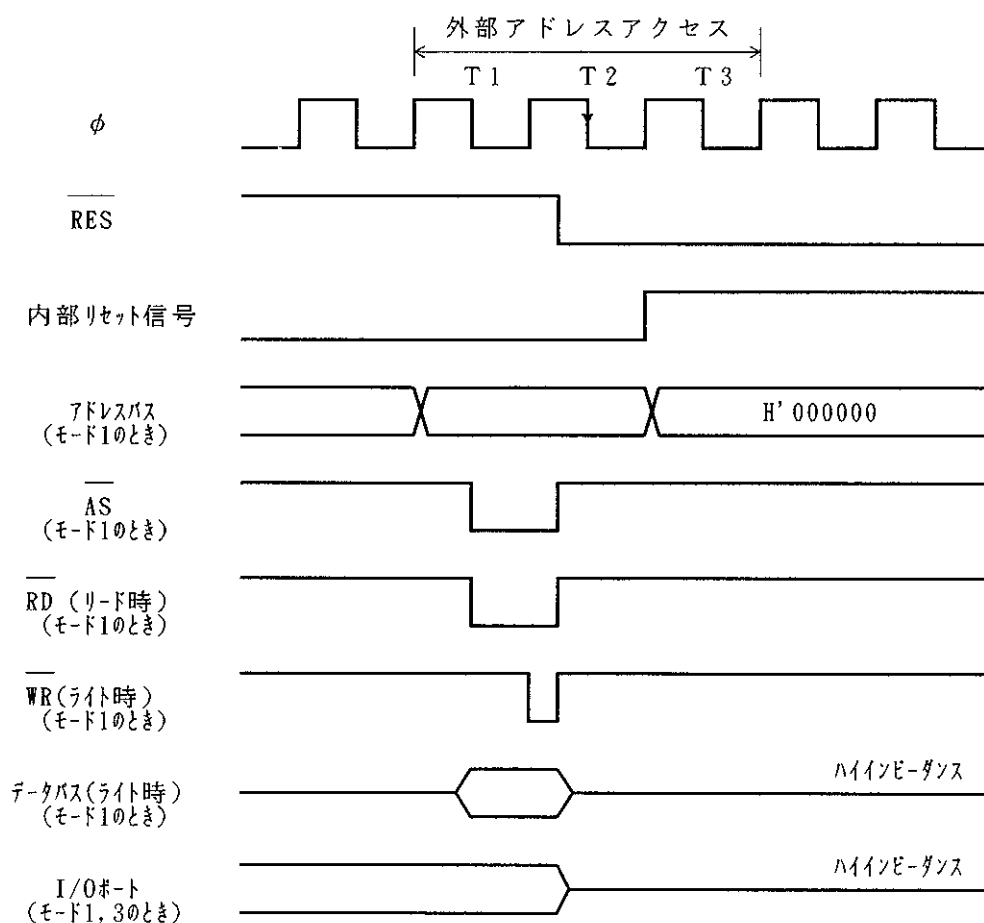 外部アドレスアクセス
T1 T2 T3
φ
RES
内部リセット信号
アドレスバス
(モード1のとき)
H'000000
AS
(モード1のとき)
RD (リード時)
(モード1のとき)
WR(ライト時)
(モード1のとき)
データバス(ライト時)
(モード1のとき)
ハイインピーダンス
I/Oポート
(モード1,3のとき)
ハイインピーダンス